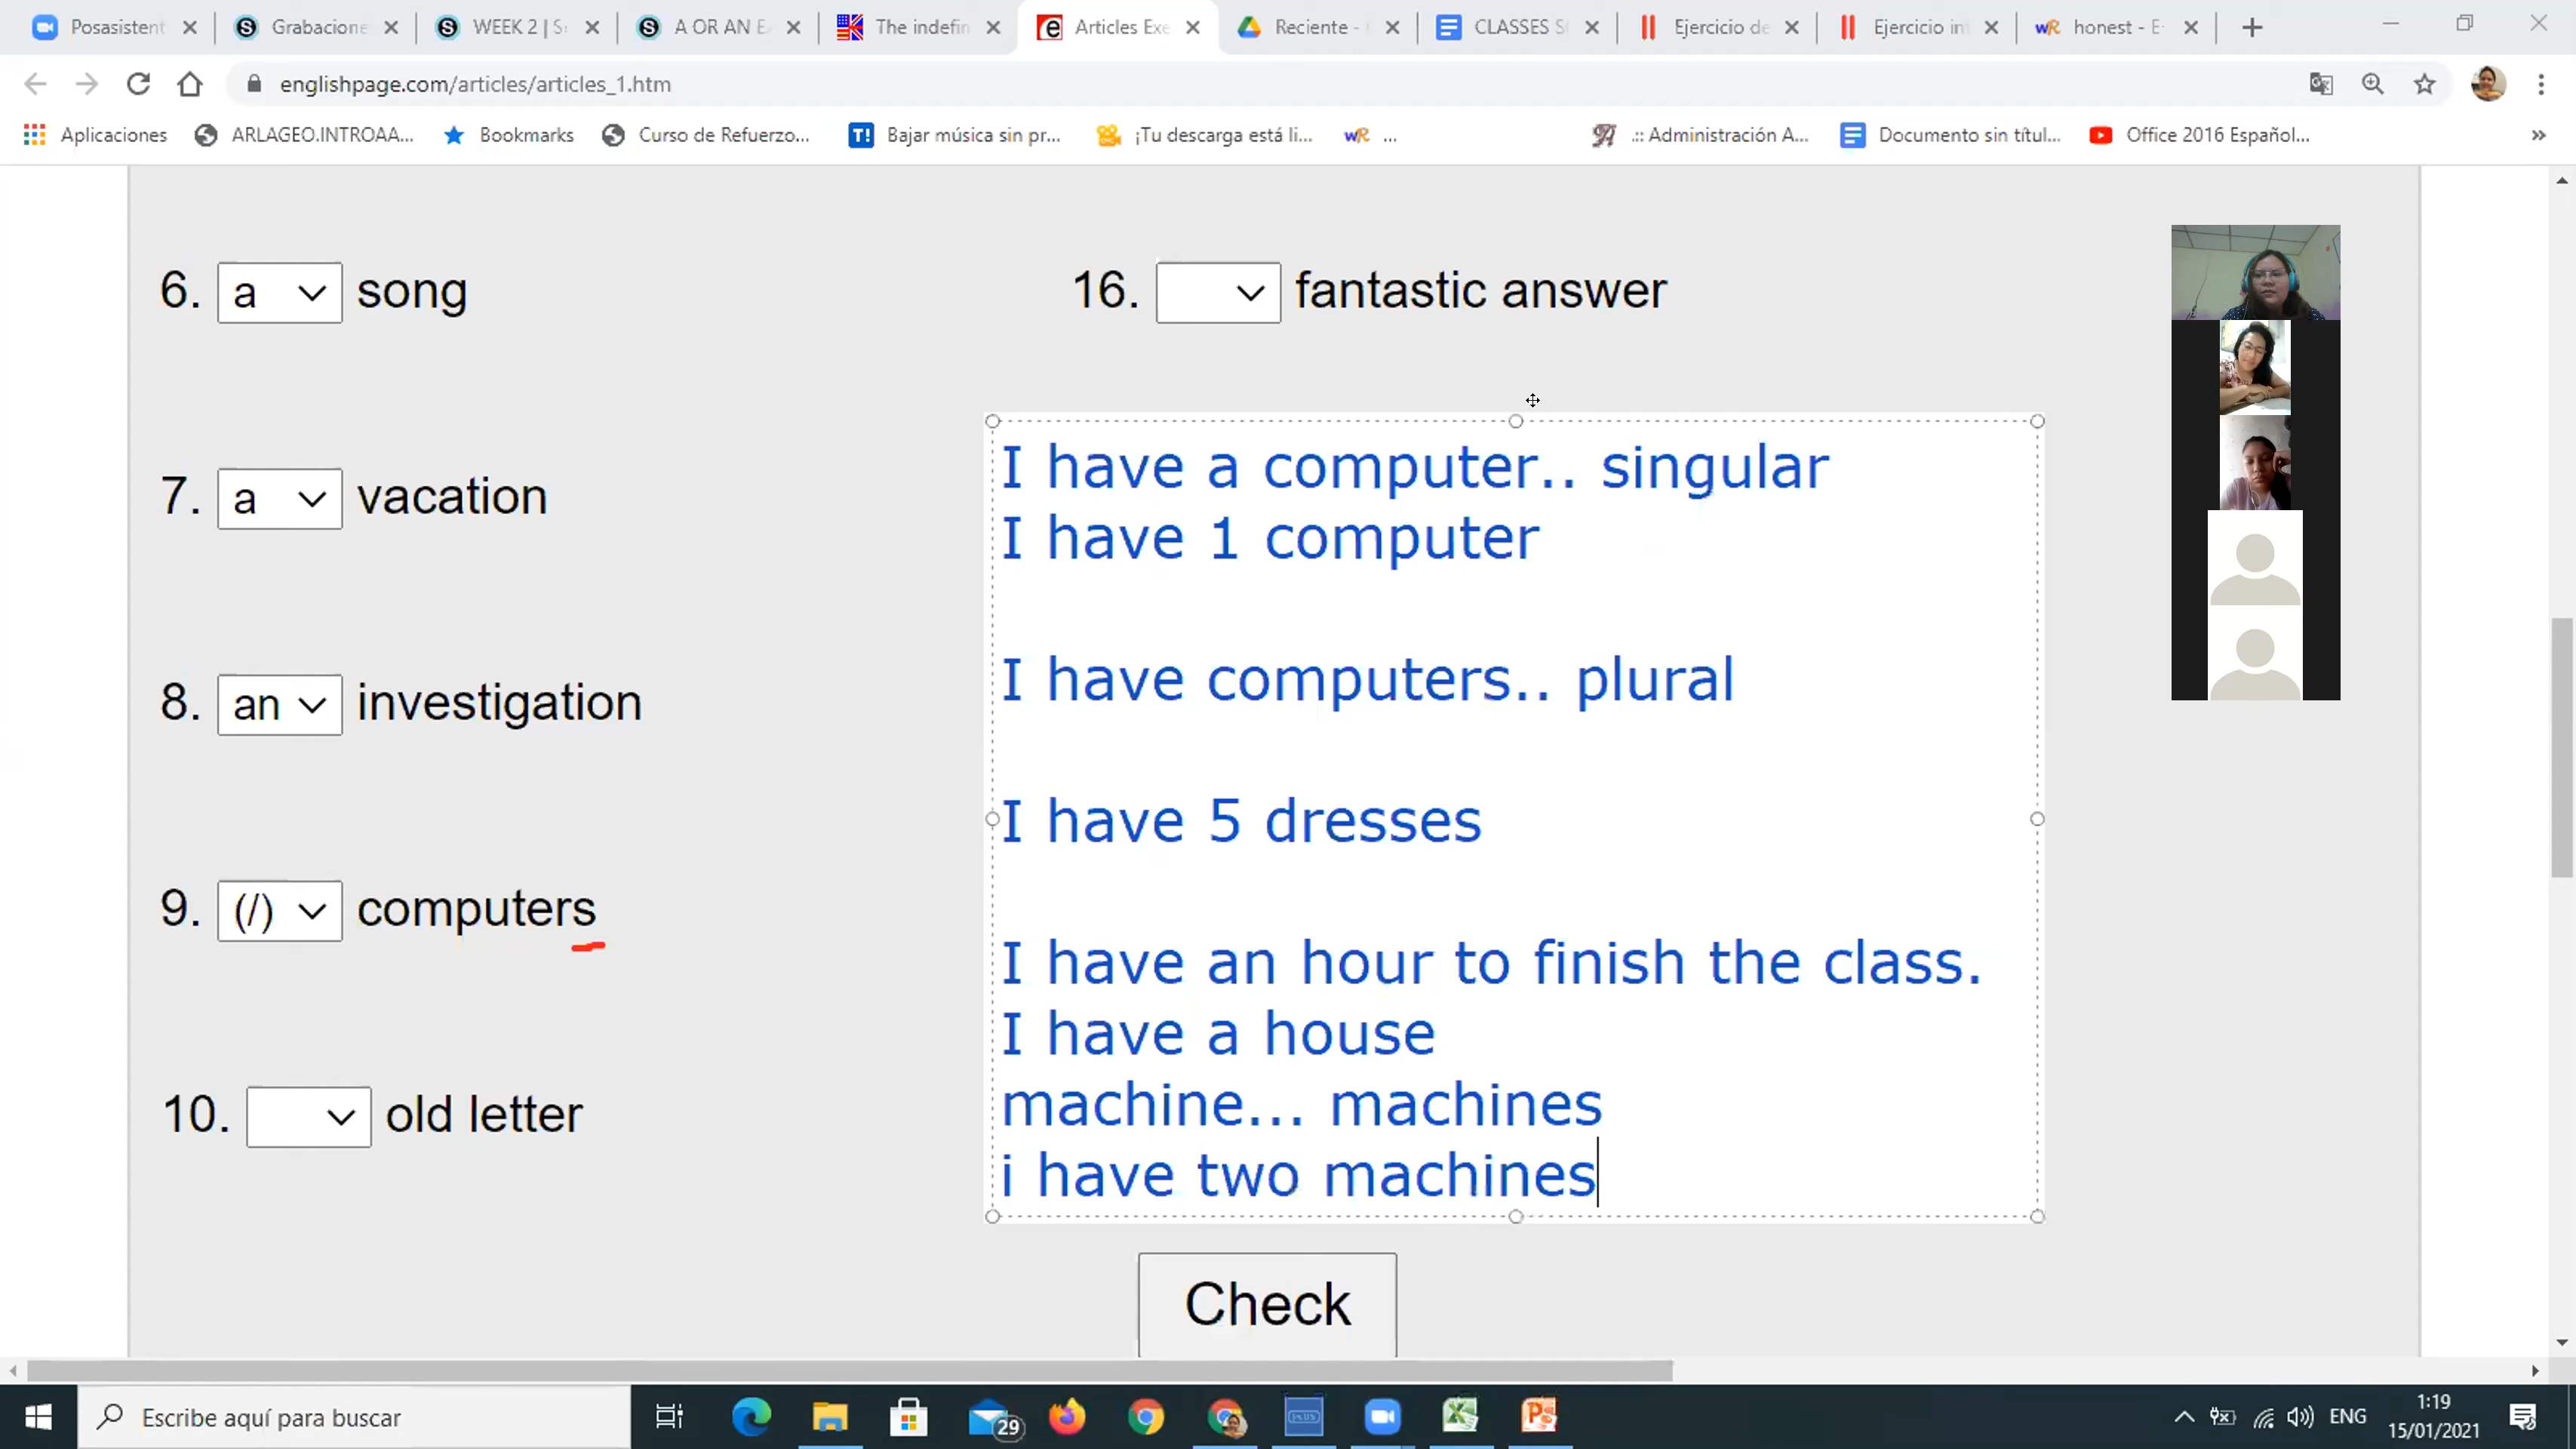 Posasistent
Grabacione
WEEK 2 | S
A OR AN E
The indefin
Articles Exe
Reciente -
CLASSES S
Ejercicio de
Ejercicio in
honest - E
englishpage.com/articles/articles_1.htm
Aplicaciones
ARLAGEO.INTROAA...
Bookmarks
Curso de Refuerzo...
Bajar música sin pr...
¡Tu descarga está li...
...
.:: Administración A...
Documento sin títul...
Office 2016 Español...
»
6. a song
16. fantastic answer
7. a vacation
8. an investigation
9. (/) computers
10. old letter
I have a computer.. singular
I have 1 computer
I have computers.. plural
I have 5 dresses
I have an hour to finish the class.
I have a house
machine... machines
i have two machines
Check
Escribe aquí para buscar
29
ENG
1:19
15/01/2021